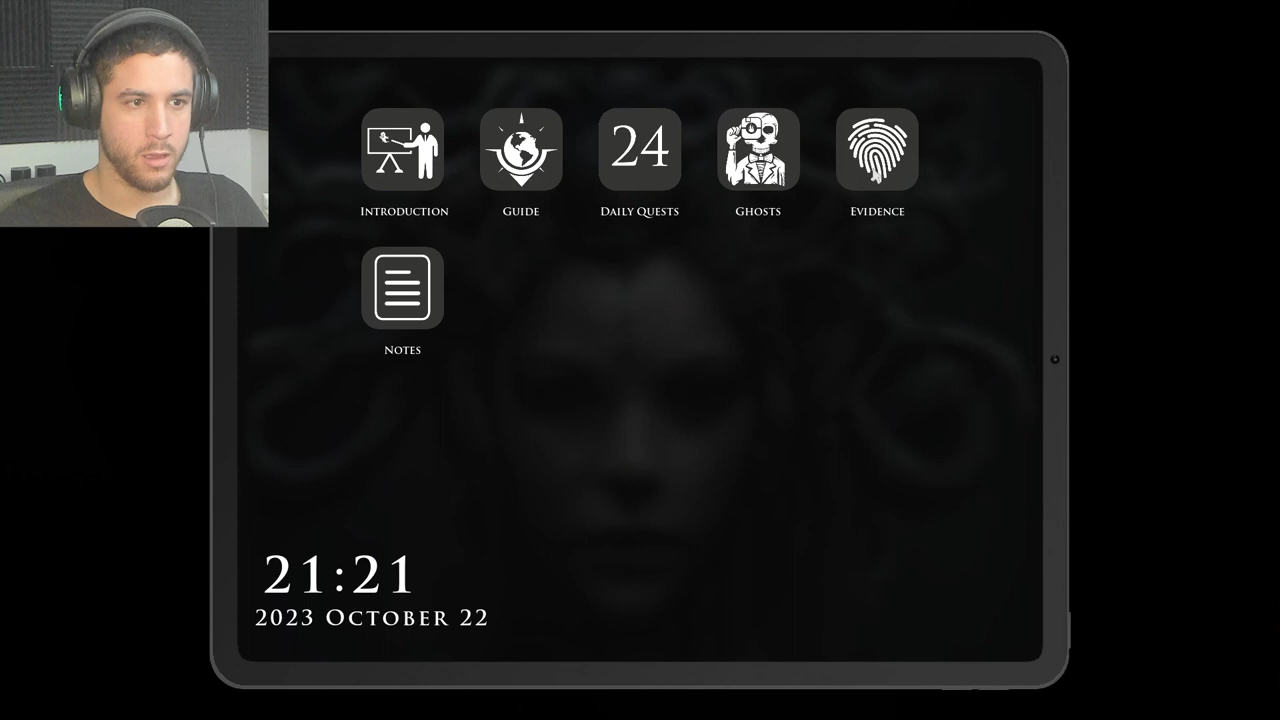 24
Introduction
Guide
Daily Quests
Ghosts
Evidence
Notes
21:21
2023 October 22